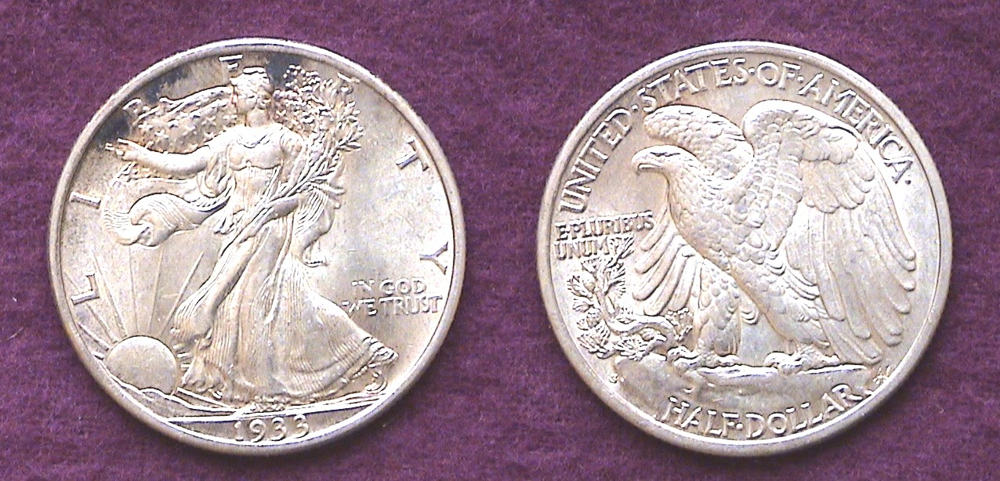 LIBERTY
IN GOD
WE TRUST
1933
UNITED·STATES·OF·AMERICA·
E·PLURIBUS
UNUM
HALF·DOLLAR